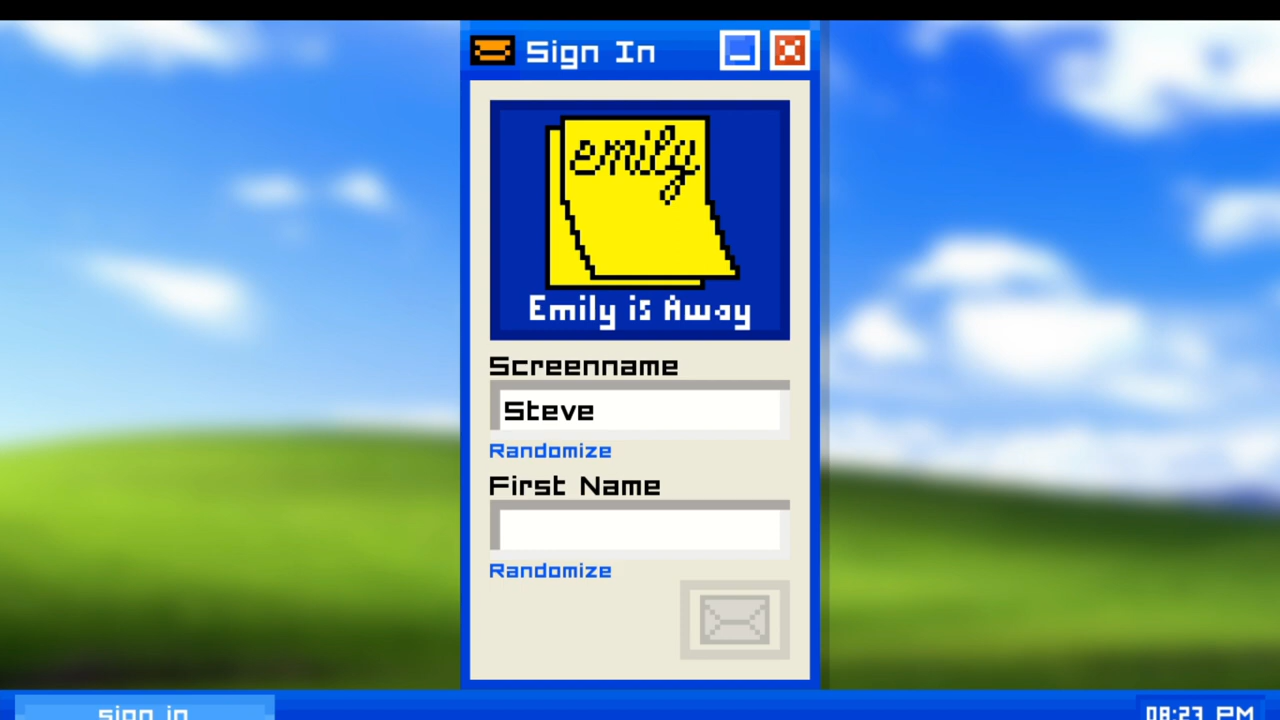 Sign In
emily
Emily is Away
Screenname
Steve
Randomize
First Name
Randomize
sign in
08:23 PM